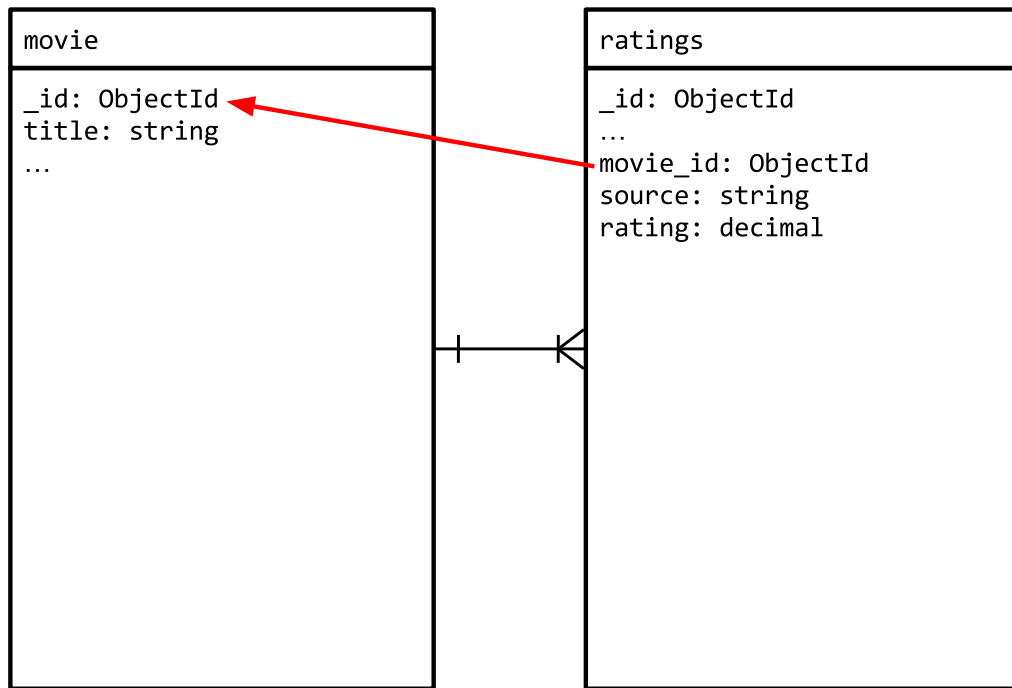 movie
_id: ObjectId
title: string
…
ratings
_id: ObjectId
…
movie_id: ObjectId
source: string
rating: decimal